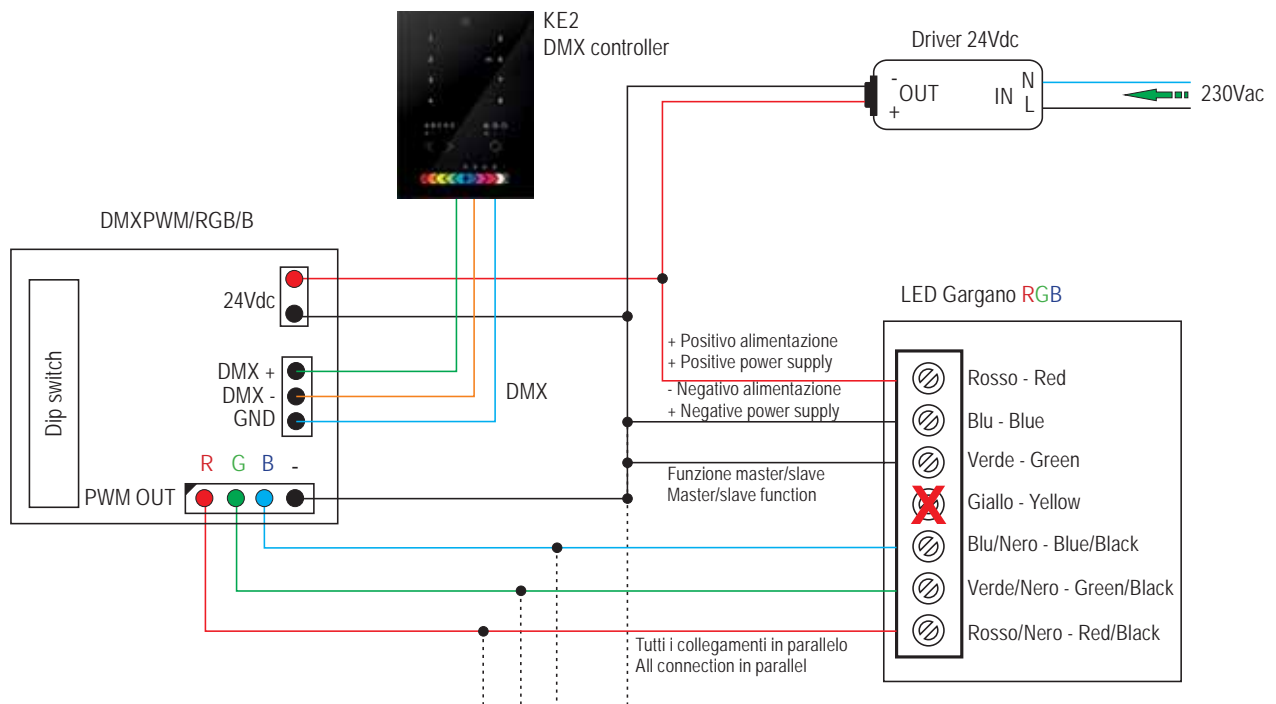 KE2
DMX controller
Driver 24Vdc
-
OUT
+
IN
N
L
230Vac
DMXPWM/RGB/B
Dip switch
24Vdc
DMX +
DMX -
GND
DMX
R G B -
PWM OUT
+ Positivo alimentazione
+ Positive power supply
- Negativo alimentazione
+ Negative power supply
Funzione master/slave
Master/slave function
Tutti i collegamenti in parallelo
All connection in parallel
LED Gargano RGB
Rosso - Red
Blu - Blue
Verde - Green
Giallo - Yellow
Blu/Nero - Blue/Black
Verde/Nero - Green/Black
Rosso/Nero - Red/Black